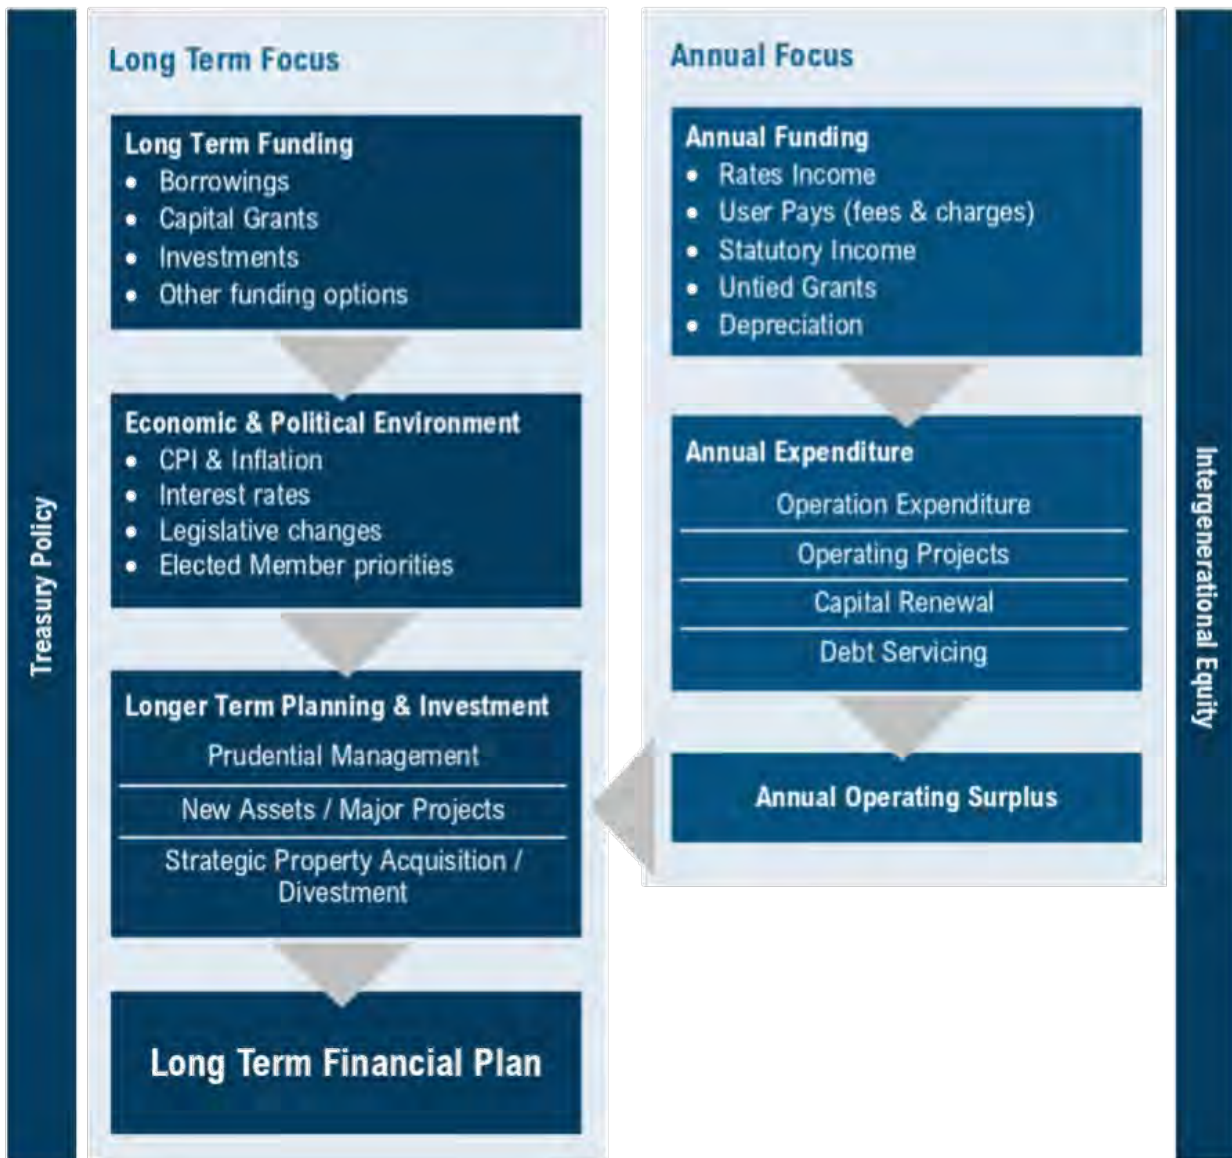 Treasury Policy
Long Term Focus
Long Term Funding
• Borrowings
• Capital Grants
• Investments
• Other funding options
Economic & Political Environment
• CPI & Inflation
• Interest rates
• Legislative changes
• Elected Member priorities
Longer Term Planning & Investment
Prudential Management
New Assets / Major Projects
Strategic Property Acquisition /
Divestment
Long Term Financial Plan
Annual Focus
Annual Funding
• Rates Income
• User Pays (fees & charges)
• Statutory Income
• Untied Grants
• Depreciation
Annual Expenditure
Operation Expenditure
Operating Projects
Capital Renewal
Debt Servicing
Annual Operating Surplus
Intergenerational Equity